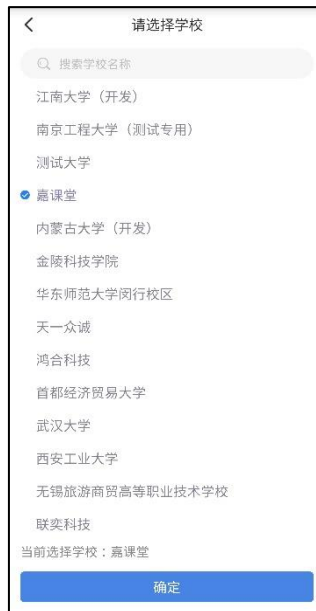 请选择学校
搜索学校名称
江南大学（开发）
南京工程大学（测试专用）
测试大学
嘉课堂
内蒙古大学（开发）
金陵科技学院
华东师范大学闵行校区
天一众诚
鸿合科技
首都经济贸易大学
武汉大学
西安工业大学
无锡旅游商贸高等职业技术学校
联奕科技
当前选择学校：嘉课堂
确定